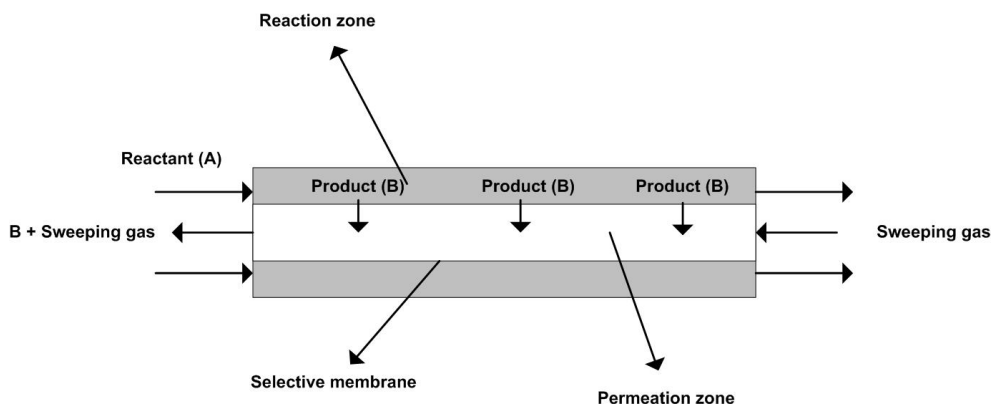 Reaction zone
Reactant (A)
Product (B) Product (B) Product (B)
B + Sweeping gas
Sweeping gas
Selective membrane
Permeation zone